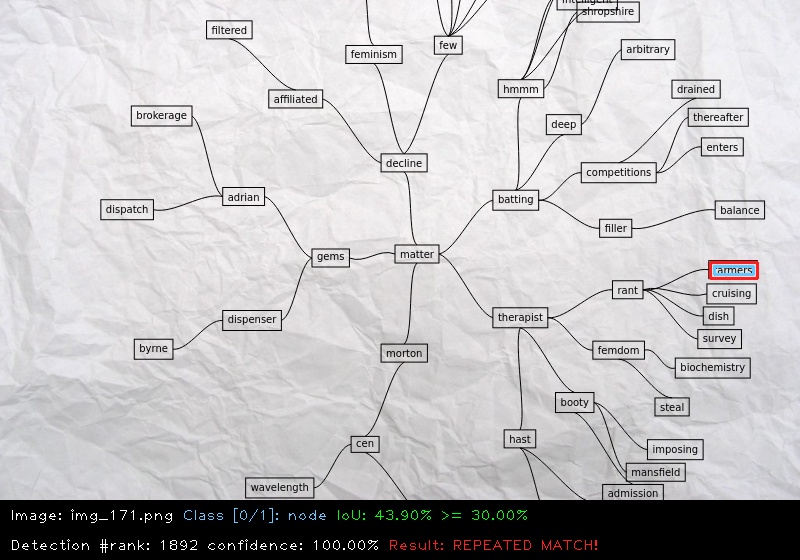 intelligent
shropshire
filtered
few
arbitrary
feminism
hmmm
drained
affiliated
brokerage
thereafter
deep
enters
decline
competitions
adrian
batting
dispatch
balance
filler
matter
gems
armers
rant
cruising
dispenser
therapist
dish
survey
byrne
femdom
morton
biochemistry
booty
steal
cen
hast
imposing
mansfield
wavelength
admission
Image: img_171.png Class [0/1]: node IoU: 43.90% >= 30.00%
Detection #rank: 1892 confidence: 100.00% Result: REPEATED MATCH!